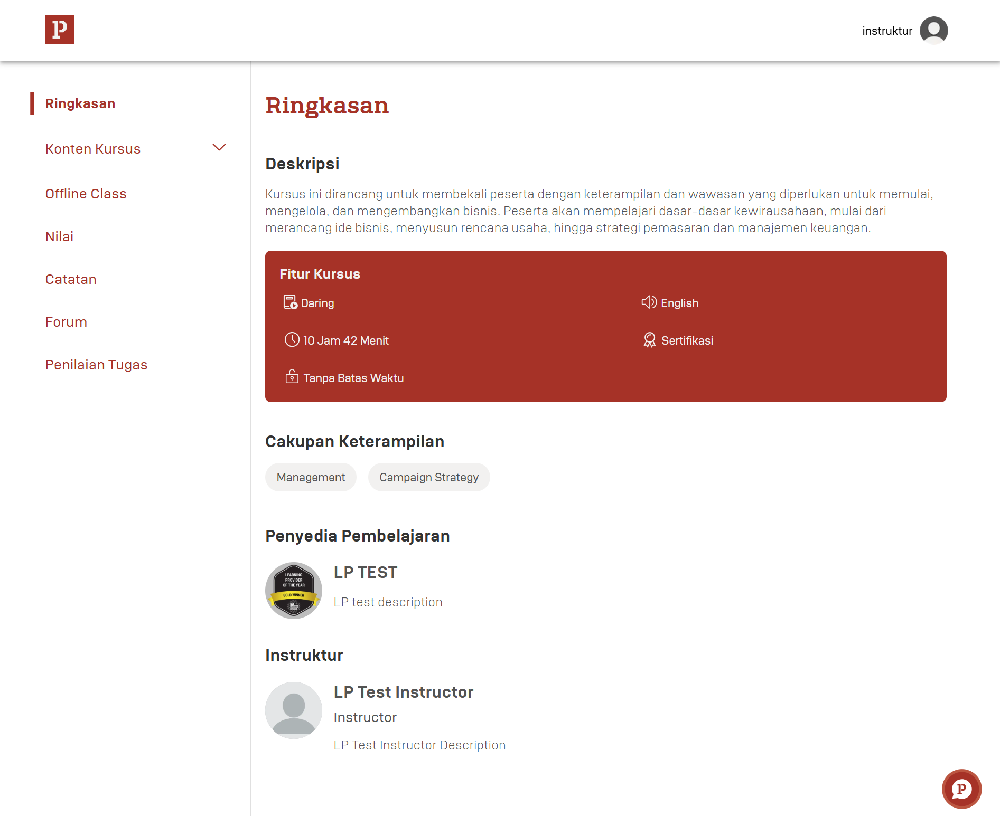 P
instruktur
Ringkasan
Konten Kursus
Offline Class
Nilai
Catatan
Forum
Penilaian Tugas
Ringkasan
Deskripsi
Kursus ini dirancang untuk membekali peserta dengan keterampilan dan wawasan yang diperlukan untuk memulai,
mengelola, dan mengembangkan bisnis. Peserta akan mempelajari dasar-dasar kewirausahaan, mulai dari
merancang ide bisnis, menyusun rencana usaha, hingga strategi pemasaran dan manajemen keuangan.
Fitur Kursus
Daring
English
10 Jam 42 Menit
Sertifikasi
Tanpa Batas Waktu
Cakupan Keterampilan
Management
Campaign Strategy
Penyedia Pembelajaran
LEARNING
PROVIDER
OF THE YEAR
GOLD WINNER
LP TEST
LP test description
Instruktur
LP Test Instructor
Instructor
LP Test Instructor Description
P